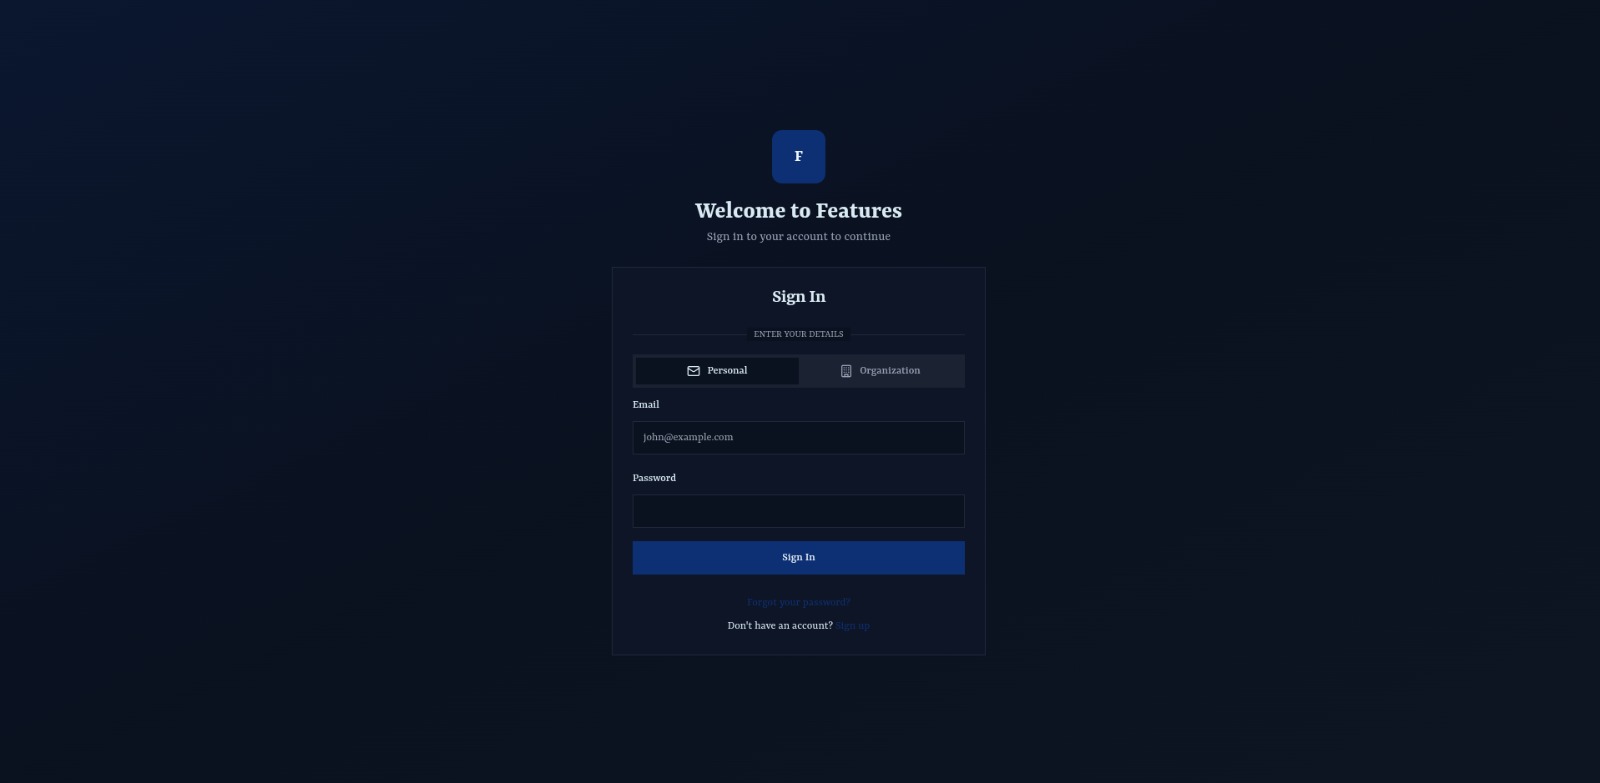 F
Welcome to Features
Sign in to your account to continue
Sign In
ENTER YOUR DETAILS
Personal
Organization
Email
john@example.com
Password
Sign In
Forgot your password?
Don't have an account? Sign up